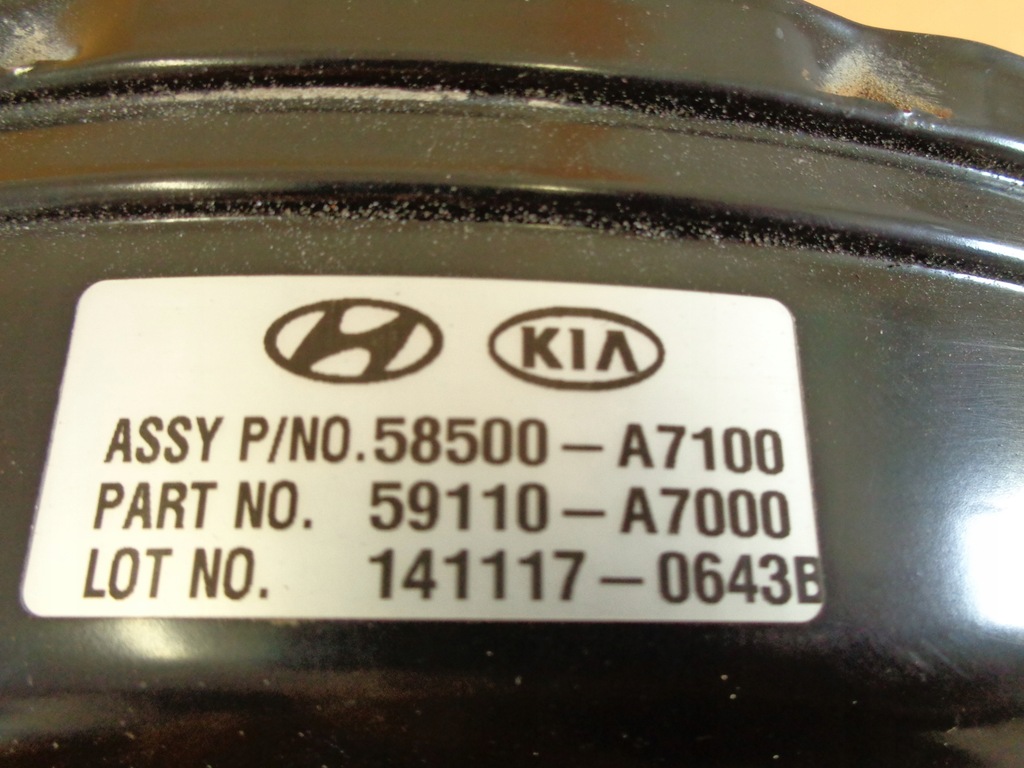 KIA
ASSY P/NO. 58500-A7100
PART NO. 59110-A7000
LOT NO. 141117-0643B